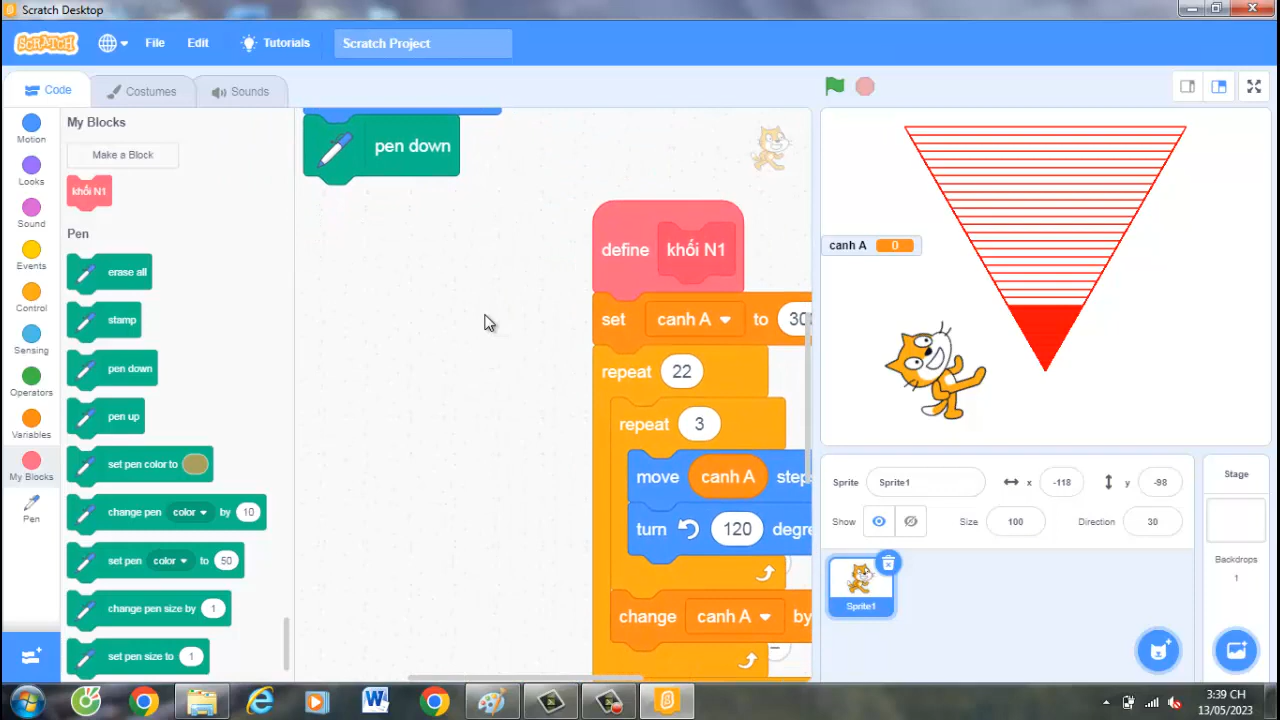 Scratch Desktop
SCRATCH
File
Edit
Tutorials
Scratch Project
Code
Costumes
Sounds
Motion
Looks
Sound
Events
Control
Sensing
Operators
Variables
My Blocks
Pen
My Blocks
Make a Block
khối N1
Pen
erase all
stamp
pen down
pen up
set pen color to
change pen color by 10
set pen color to 50
change pen size by 1
set pen size to 1
pen down
define khối N1
set canh A to 30
repeat 22
repeat 3
move canh A steps
turn 120 degre
change canh A by
canh A 0
Sprite Sprite1
x -118
y -98
Show
Size 100
Direction 30
Sprite1
Stage
Backdrops
1
3:39 CH
13/05/2023